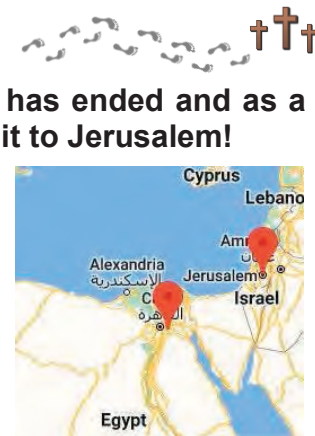 has ended and as a
it to Jerusalem!
Cyprus
Lebano
Alexandria
الإسكندرية
Jerusalem
Israel
Egypt